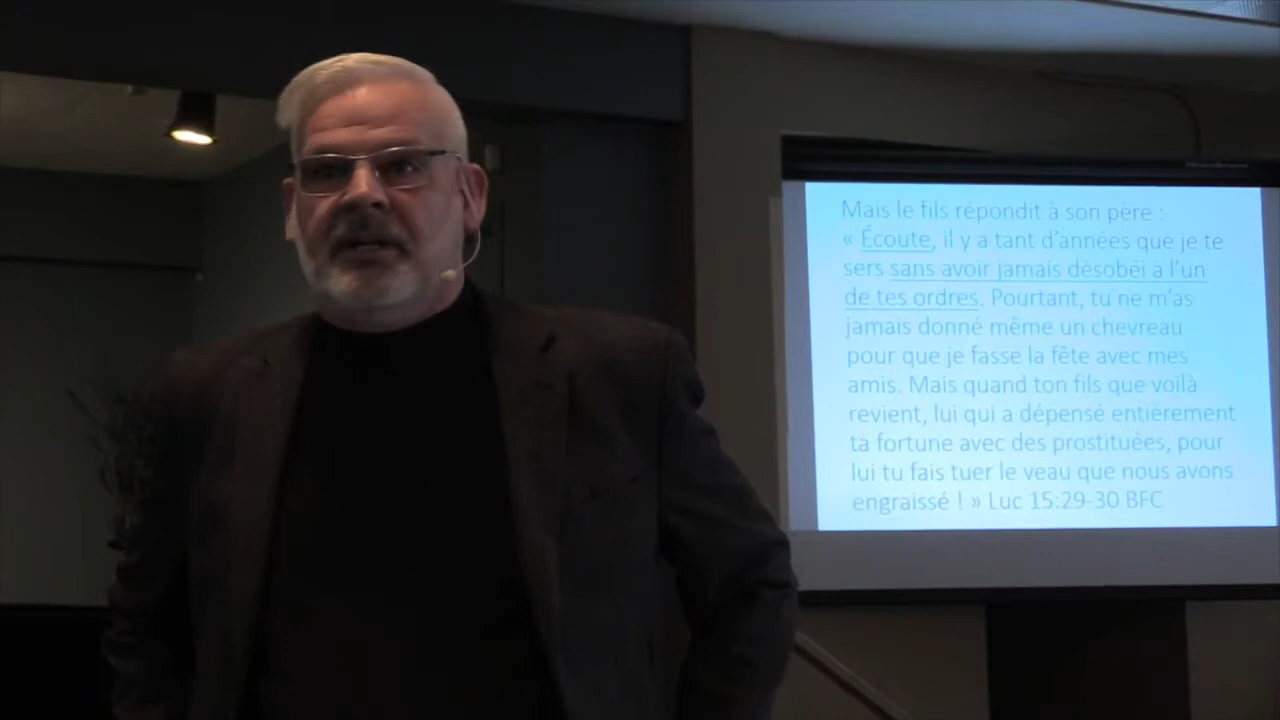 Mais le fils répondit à son père :
« Écoute, il y a tant d'années que je te
sers sans avoir jamais désobéi à l'un
de tes ordres. Pourtant, tu ne m'as
jamais donné même un chevreau
pour que je fasse la fête avec mes
amis. Mais quand ton fils que voilà
revient, lui qui a dépensé entièrement
ta fortune avec des prostituées, pour
lui tu fais tuer le veau que nous avons
engraissé ! » Luc 15:29-30 BFC